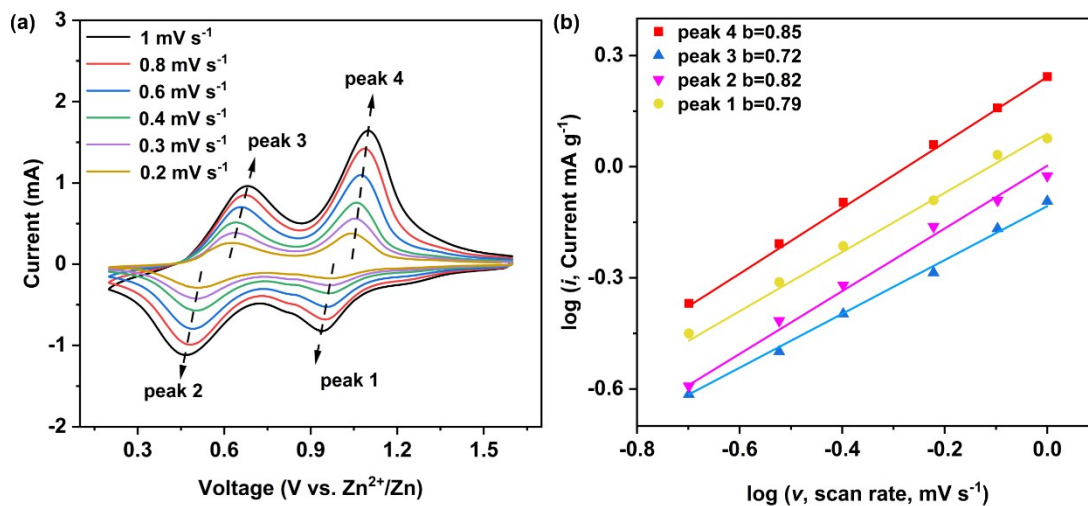 (a)
1 mV s⁻¹
0.8 mV s⁻¹
0.6 mV s⁻¹
0.4 mV s⁻¹
0.3 mV s⁻¹
0.2 mV s⁻¹
peak 4
peak 3
peak 2
peak 1
3
2
1
0
-1
-2
Current (mA)
0.3
0.6
0.9
1.2
1.5
Voltage (V vs. Zn²⁺/Zn)
(b)
peak 4 b=0.85
peak 3 b=0.72
peak 2 b=0.82
peak 1 b=0.79
0.3
0.0
-0.3
-0.6
log (i, Current mA g⁻¹)
-0.8
-0.6
-0.4
-0.2
0.0
log (v, scan rate, mV s⁻¹)